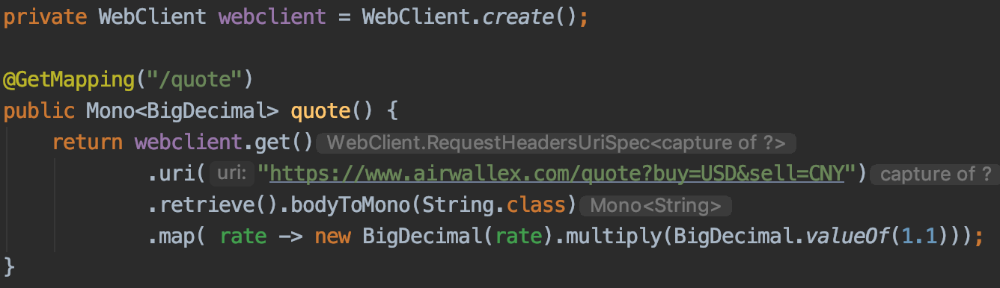 private WebClient webclient = WebClient.create();
@GetMapping("/quote")
public Mono<BigDecimal> quote() {
return webclient.get() WebClient.RequestHeadersUriSpec<capture of ?>
.uri( uri: "https://www.airwallex.com/quote?buy=USD&sell=CNY") capture of ?
.retrieve().bodyToMono(String.class) Mono<String>
.map( rate -> new BigDecimal(rate).multiply(BigDecimal.valueOf(1.1)));
}